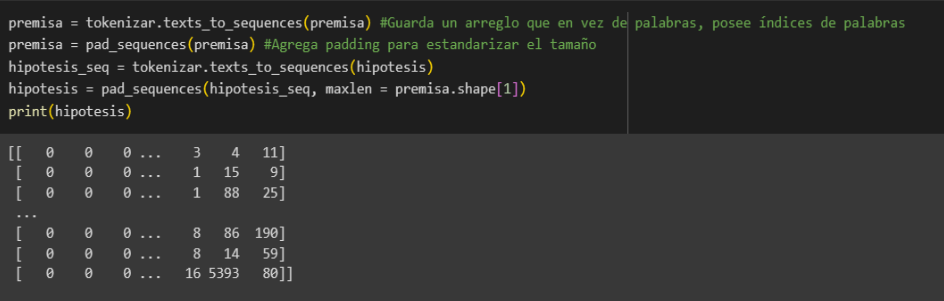 premisa = tokenizar.texts_to_sequences(premisa) #Guarda un arreglo que en vez de palabras, posee índices de palabras
premisa = pad_sequences(premisa) #Agrega padding para estandarizar el tamaño
hipotesis_seq = tokenizar.texts_to_sequences(hipotesis)
hipotesis = pad_sequences(hipotesis_seq, maxlen = premisa.shape[1])
print(hipotesis)
[[   0    0    0 ...    3    4   11]
 [   0    0    0 ...    1   15    9]
 [   0    0    0 ...    1   88   25]
 ...
 [   0    0    0 ...    8   86  190]
 [   0    0    0 ...    8   14   59]
 [   0    0    0 ...   16 5393   80]]